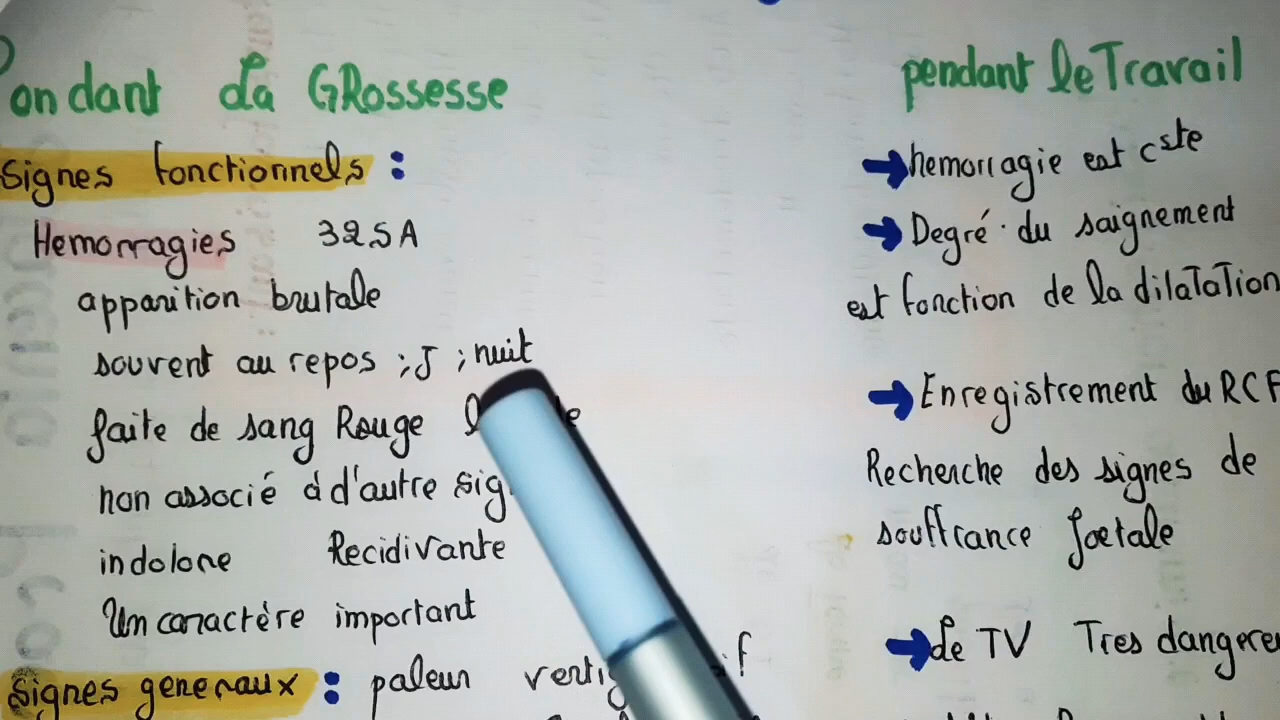 Pendant La GRossesse
signes fonctionnels :
Hemorragies 32SA
apparition brutale
souvent au repos ; J ; nuit
faite de sang Rouge
non associé à d'autre
indolore Recidivante
Un caractère important
signes generaux : paleur
pendant le Travail
➡ hemorragie est cste
➡ Degré du saignement
est fonction de la dilaTaTion
➡ Enregistrement du RCF
Recherche des signes de
souffrance foetale
➡ Le TV Tres